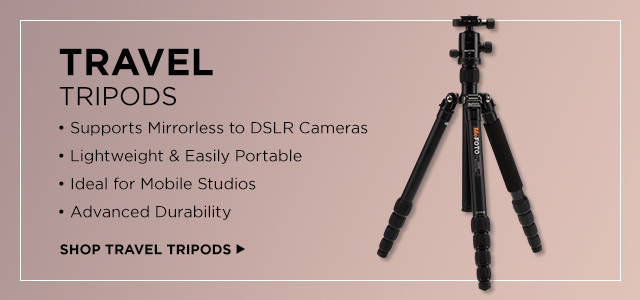 TRAVEL
TRIPODS
• Supports Mirrorless to DSLR Cameras
• Lightweight & Easily Portable
• Ideal for Mobile Studios
• Advanced Durability
SHOP TRAVEL TRIPODS ▶
MeFOTO